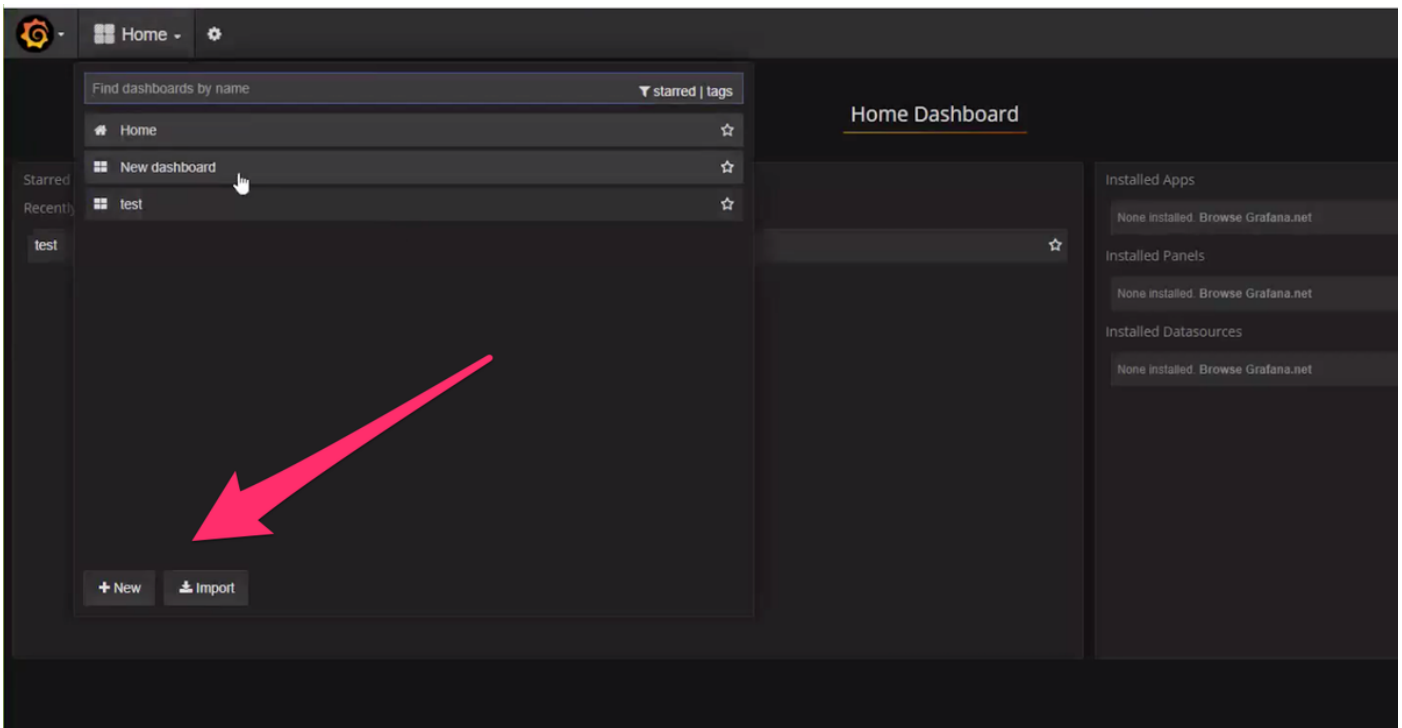 Home
Find dashboards by name
starred | tags
Home
New dashboard
test
Home Dashboard
Starred
Recently
test
Installed Apps
None installed. Browse Grafana.net
Installed Panels
None installed. Browse Grafana.net
Installed Datasources
None installed. Browse Grafana.net
New
Import